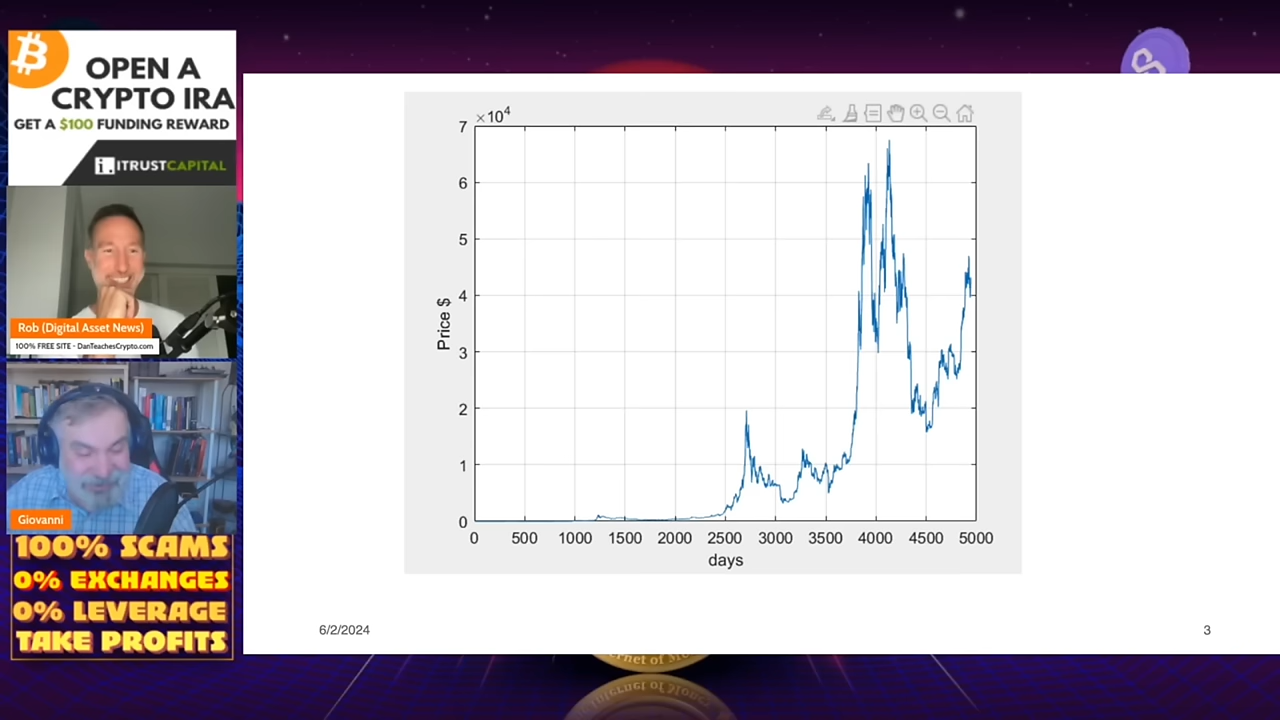 OPEN A
CRYPTO IRA
GET A $100 FUNDING REWARD
i. ITRUSTCAPITAL
Rob (Digital Asset News)
100% FREE SITE - DanTeachesCrypto.com
Giovanni
100% SCAMS
0% EXCHANGES
0% LEVERAGE
TAKE PROFITS
×10⁴
7
6
5
4
3
2
1
0
Price $
0 500 1000 1500 2000 2500 3000 3500 4000 4500 5000
days
6/2/2024
3